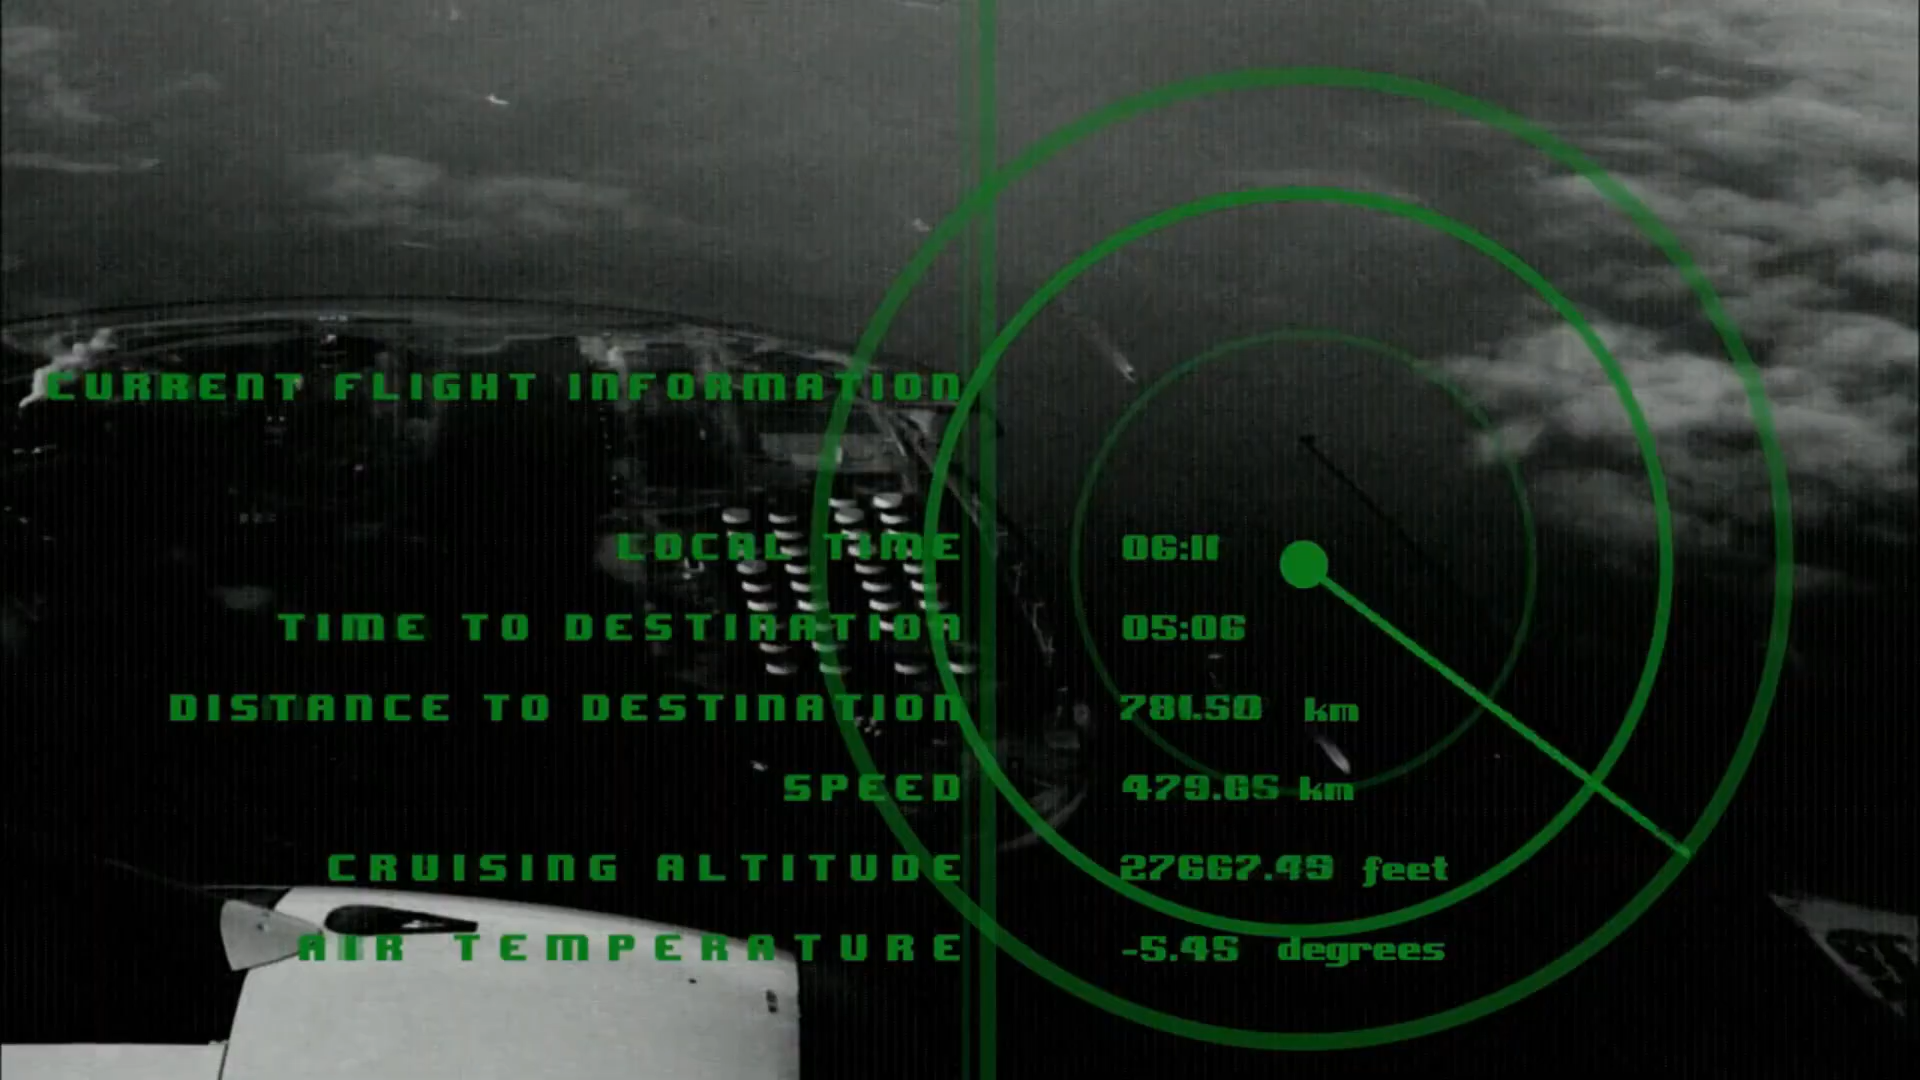 CURRENT FLIGHT INFORMATION
LOCAL TIME 06:11
TIME TO DESTINATION 05:06
DISTANCE TO DESTINATION 781.50 km
SPEED 479.65 km
CRUISING ALTITUDE 27667.49 feet
AIR TEMPERATURE -5.45 degrees